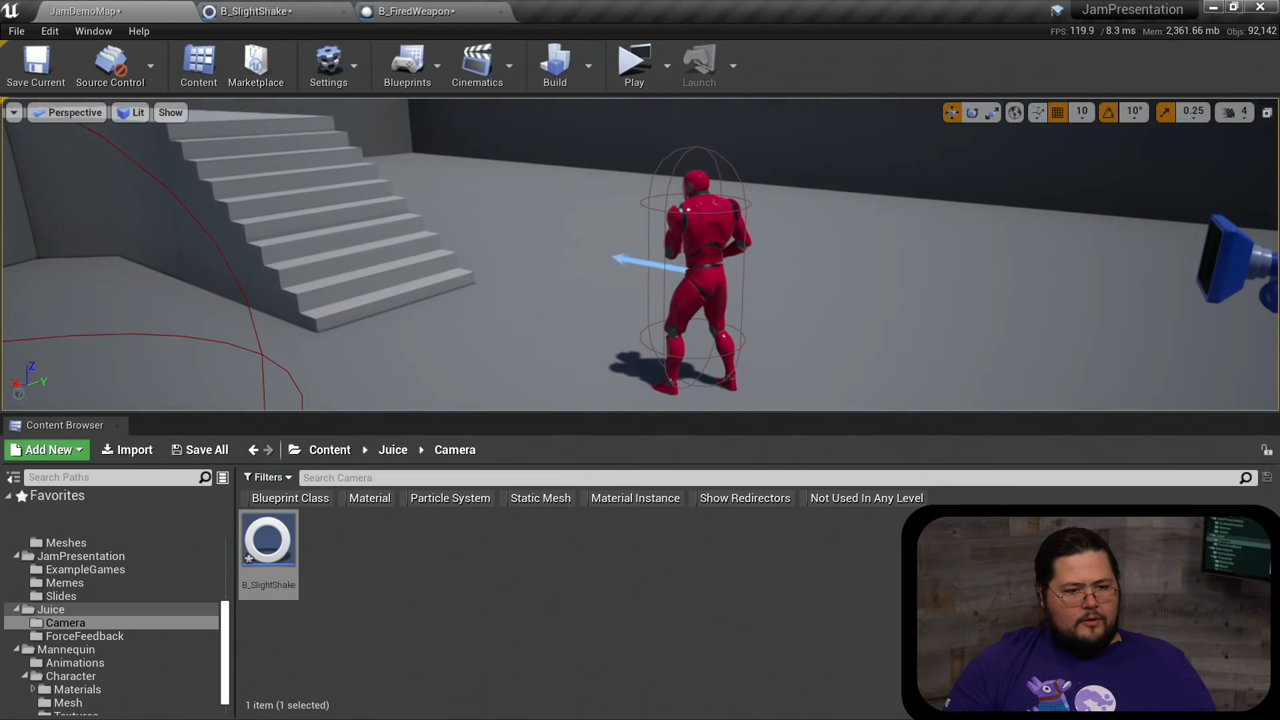 JamDemoMap*
B_SlightShake*
B_FiredWeapon*
JamPresentation
File Edit Window Help
FPS: 119.9 / 8.3 ms Mem: 2,361.66 mb Objs: 92,142
Save Current Source Control Content Marketplace Settings Blueprints Cinematics Build Play Launch
Perspective Lit Show
10 10° 0.25 4
Z
X Y
Content Browser
Add New Import Save All Content Juice Camera
Search Paths
Filters Search Camera
Favorites
Blueprint Class Material Particle System Static Mesh Material Instance Show Redirectors Not Used In Any Level
Meshes
JamPresentation
ExampleGames
Memes
Slides
Juice
Camera
ForceFeedback
Mannequin
Animations
Character
Materials
Mesh
Textures
B_SlightShake
1 item (1 selected)